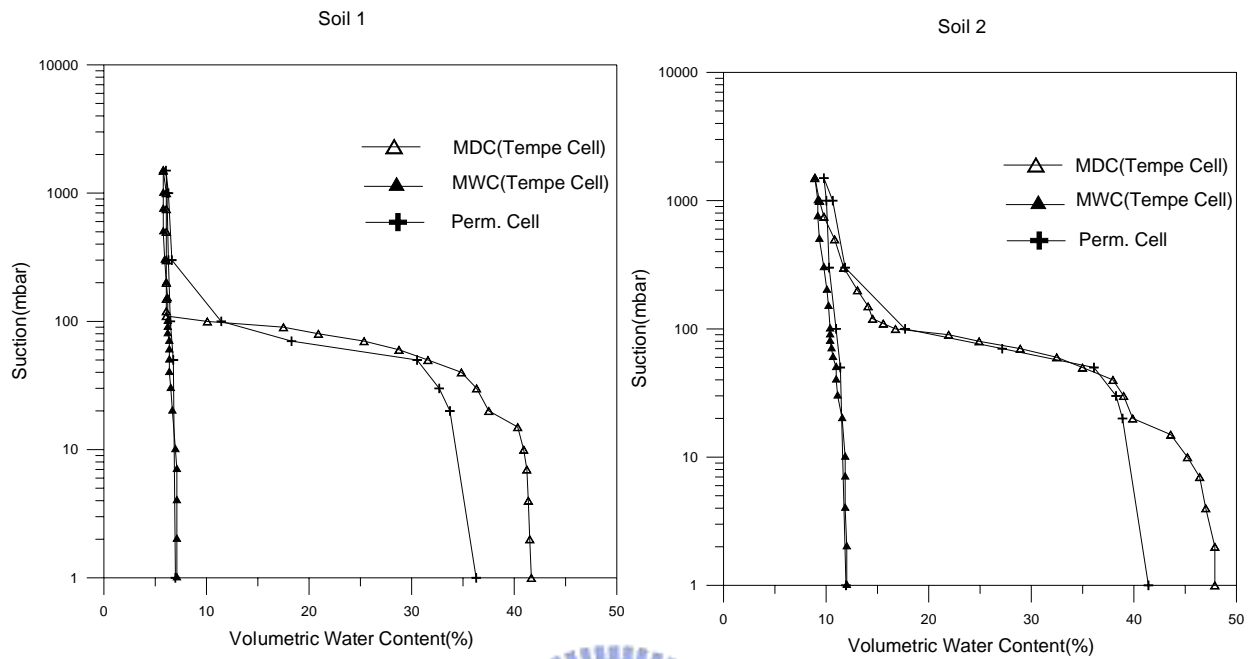 Soil 1
10000
1000
100
10
1
Suction(mbar)
MDC(Tempe Cell)
MWC(Tempe Cell)
Perm. Cell
0 10 20 30 40 50
Volumetric Water Content(%)
Soil 2
10000
1000
100
10
1
Suction(mbar)
MDC(Tempe Cell)
MWC(Tempe Cell)
Perm. Cell
0 10 20 30 40 50
Volumetric Water Content(%)